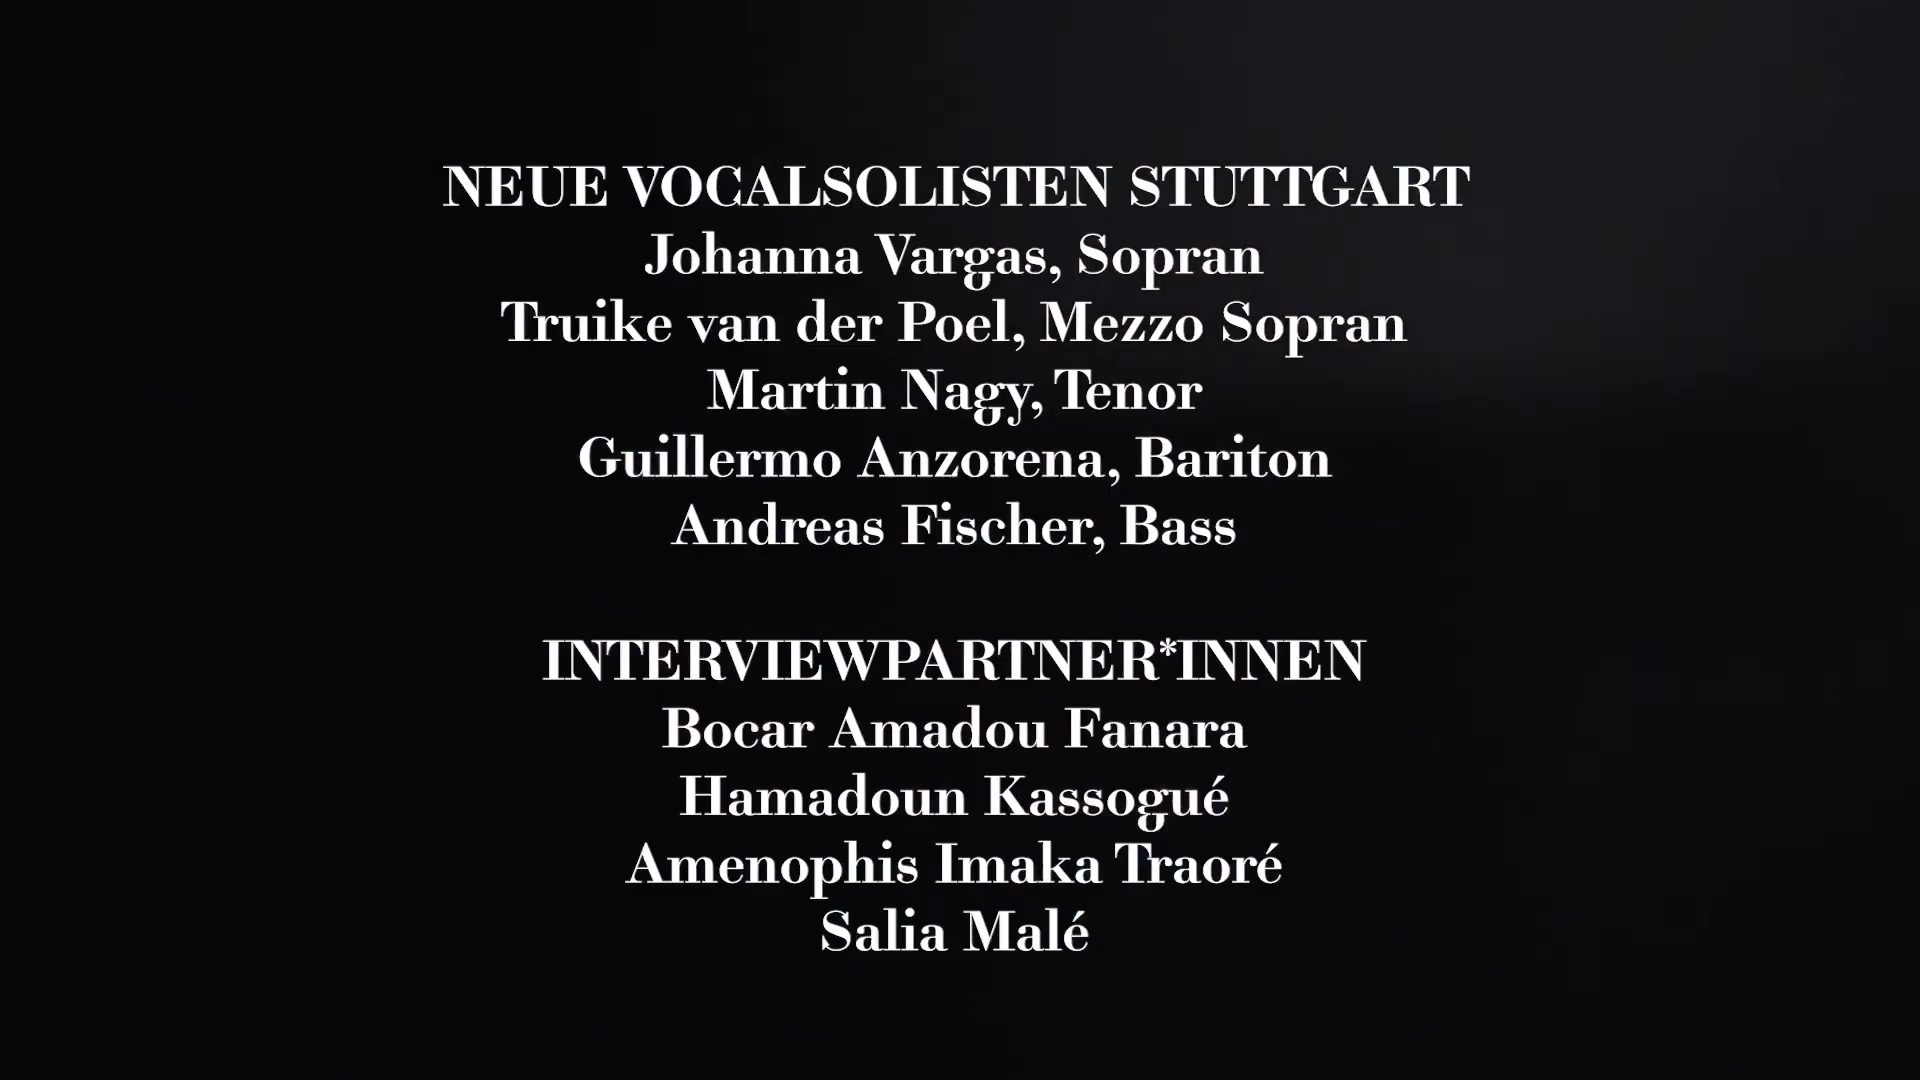 NEUE VOCALSOLISTEN STUTTGART
Johanna Vargas, Sopran
Truike van der Poel, Mezzo Sopran
Martin Nagy, Tenor
Guillermo Anzorena, Bariton
Andreas Fischer, Bass
INTERVIEWPARTNER*INNEN
Bocar Amadou Fanara
Hamadoun Kassogué
Amenophis Imaka Traoré
Salia Malé